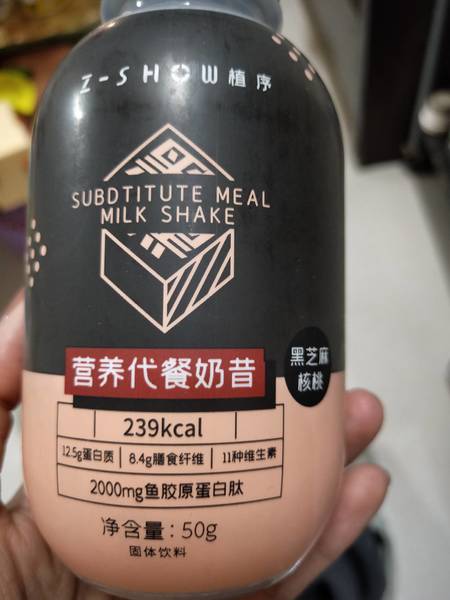 Z-SHOW植序
SUBDTITUTE MEAL
MILK SHAKE
营养代餐奶昔
黑芝麻
核桃
239kcal
12.5g蛋白质 8.4g膳食纤维 11种维生素
2000mg鱼胶原蛋白肽
净含量：50g
固体饮料